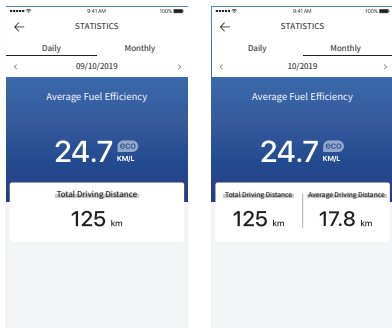 9:41 AM 100%
STATISTICS
Daily Monthly
09/10/2019
Average Fuel Efficiency
24.7 eco KM/L
Total Driving Distance
125 km
9:41 AM 100%
STATISTICS
Daily Monthly
10/2019
Average Fuel Efficiency
24.7 eco KM/L
Total Driving Distance Average Driving Distance
125 km 17.8 km